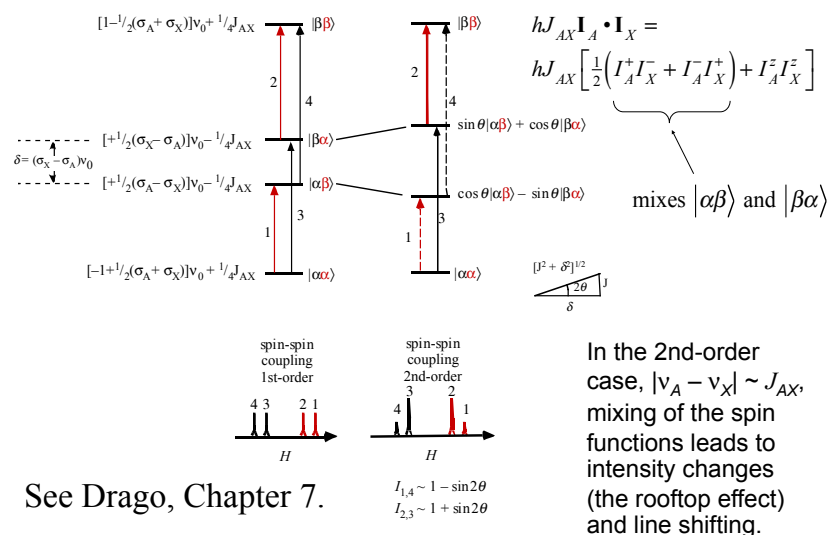 [1–½(σA + σX)]ν0 + ¼JAX
|ββ⟩
2
4
[+½(σX – σA)]ν0 – ¼JAX
|βα⟩
δ = (σX – σA)ν0
[+½(σA – σX)]ν0 – ¼JAX
|αβ⟩
1
3
[–1+½(σA + σX)]ν0 + ¼JAX
|αα⟩
|ββ⟩
2
4
sinθ|αβ⟩ + cosθ|βα⟩
cosθ|αβ⟩ – sinθ|βα⟩
1
3
|αα⟩
hJAX IA • IX =
hJAX [½(IA⁺IX⁻ + IA⁻IX⁺) + IAᶻIXᶻ]
mixes |αβ⟩ and |βα⟩
[J² + δ²]^1/2
2θ
J
δ
spin-spin
coupling
1st-order
4 3 2 1
H
spin-spin
coupling
2nd-order
4 3 2 1
H
I1,4 ~ 1 – sin2θ
I2,3 ~ 1 + sin2θ
In the 2nd-order
case, |νA – νX| ~ JAX,
mixing of the spin
functions leads to
intensity changes
(the rooftop effect)
and line shifting.
See Drago, Chapter 7.